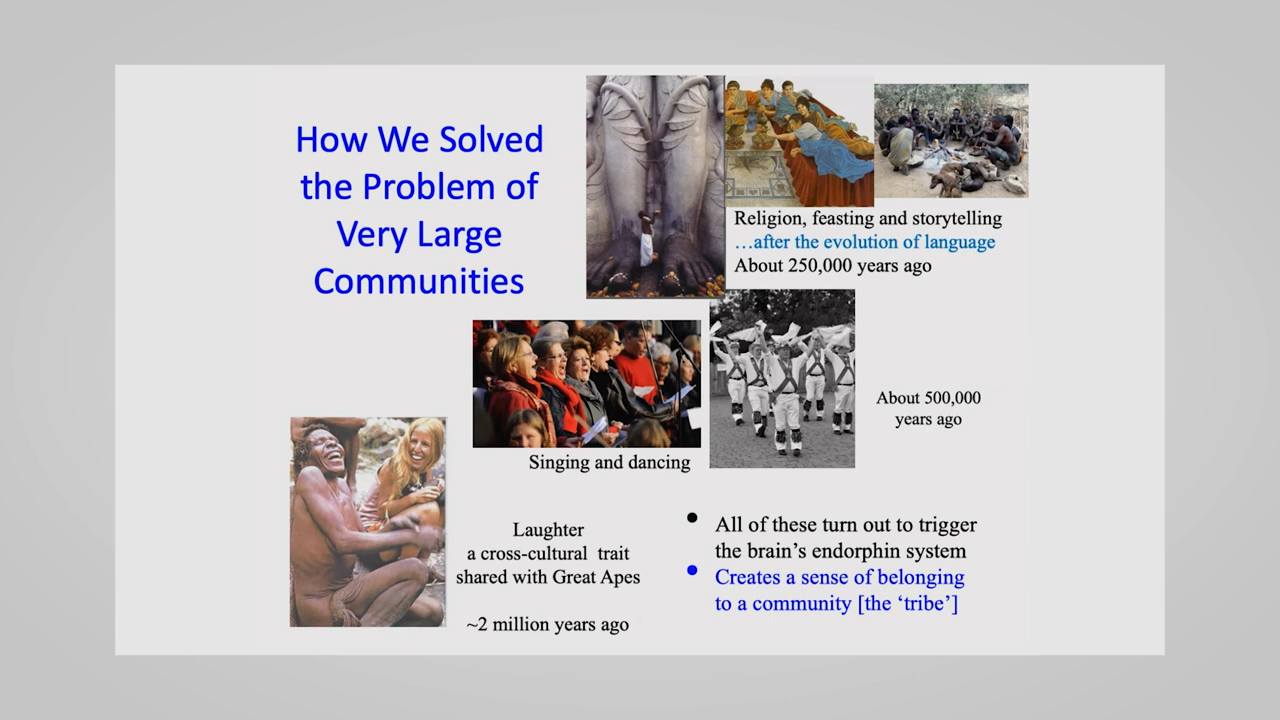 How We Solved
the Problem of
Very Large
Communities
Religion, feasting and storytelling
…after the evolution of language
About 250,000 years ago
About 500,000
years ago
Singing and dancing
Laughter
a cross-cultural trait
shared with Great Apes
~2 million years ago
• All of these turn out to trigger
the brain’s endorphin system
• Creates a sense of belonging
to a community [the ‘tribe’]